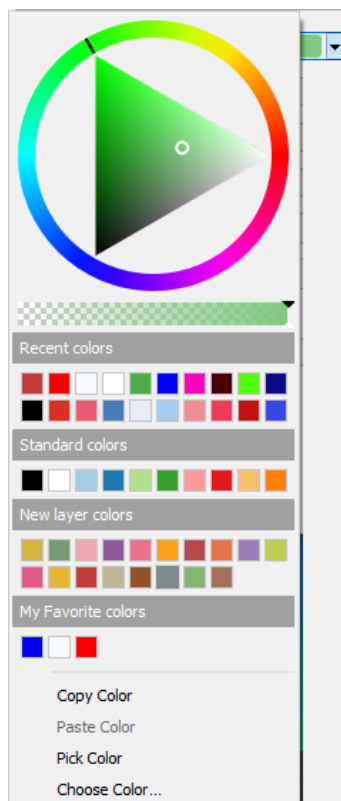 Recent colors
Standard colors
New layer colors
My Favorite colors
Copy Color
Paste Color
Pick Color
Choose Color...